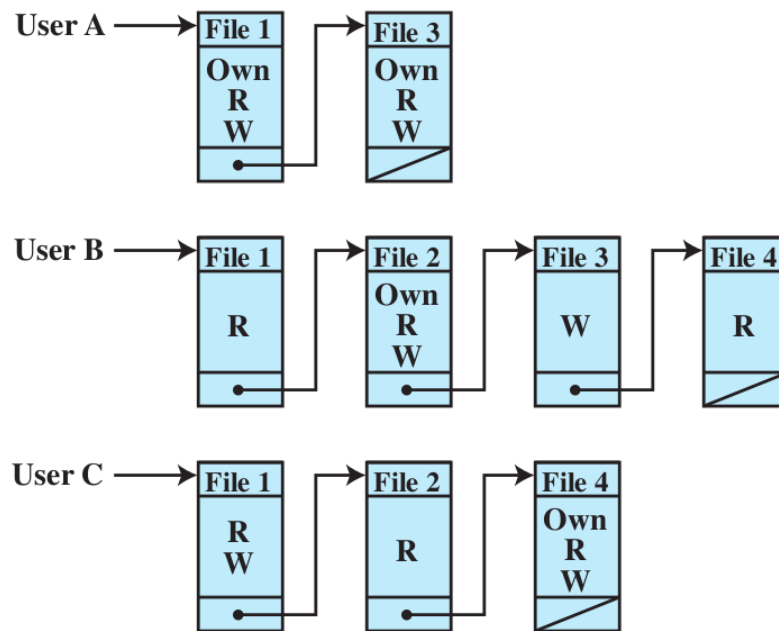 User A
File 1
Own
R
W
File 3
Own
R
W
User B
File 1
R
File 2
Own
R
W
File 3
W
File 4
R
User C
File 1
R
W
File 2
R
File 4
Own
R
W